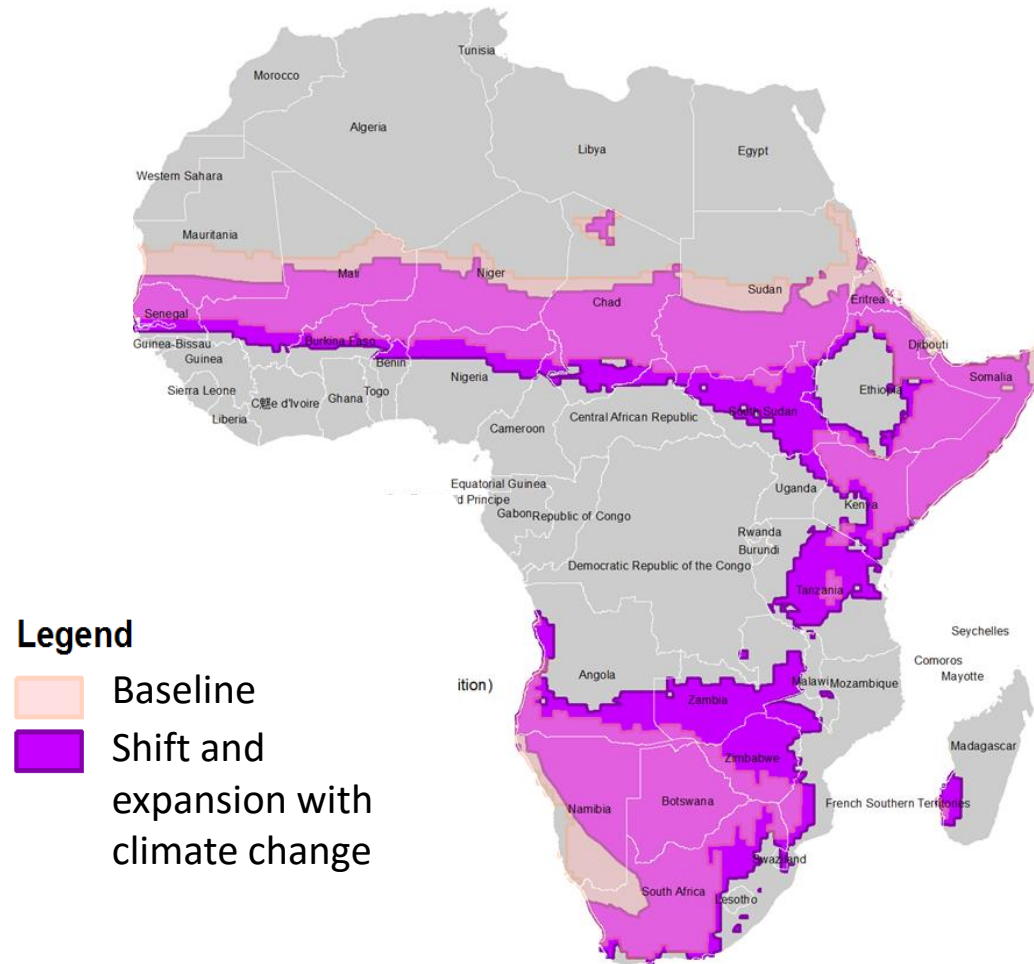 Tunisia
Morocco
Algeria
Libya
Egypt
Western Sahara
Mauritania
Mali
Niger
Sudan
Chad
Eritrea
Senegal
Djibouti
Guinea-Bissau
Burkina Faso
Guinea
Benin
Somalia
Nigeria
Ethiopia
Sierra Leone
Ghana
Togo
d'Ivoire
South Sudan
Liberia
Central African Republic
Cameroon
Equatorial Guinea
Uganda
d Principe
Kenya
Gabon
Republic of Congo
Rwanda
Burundi
Democratic Republic of the Congo
Tanzania
Seychelles
Comoros
Mayotte
Angola
Malawi
Mozambique
Zambia
ition)
Madagascar
Zimbabwe
Namibia
Botswana
French Southern Territories
Swaziland
South Africa
Lesotho
Legend
Baseline
Shift and
expansion with
climate change